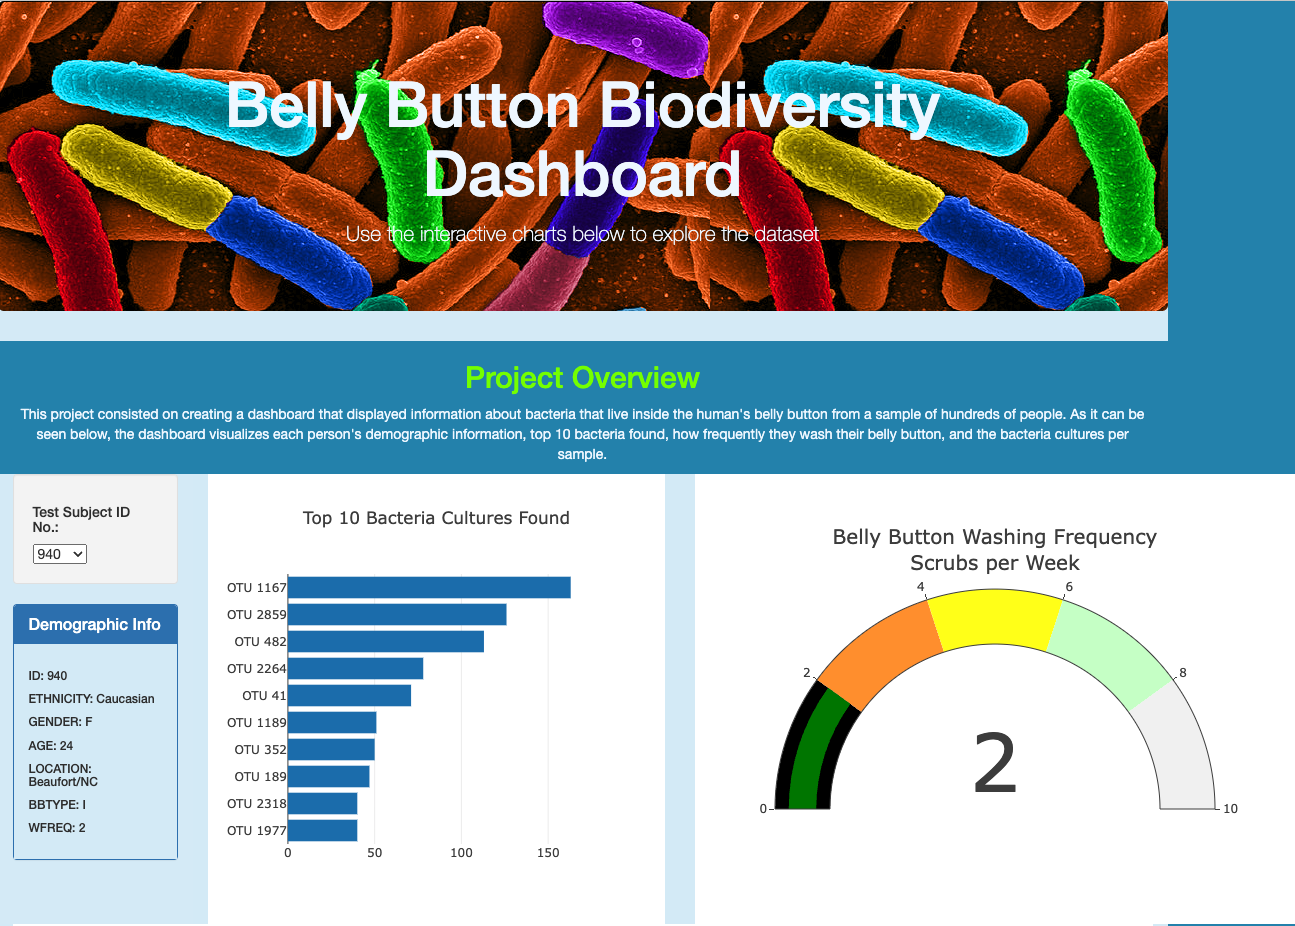 Belly Button Biodiversity
Dashboard
Use the interactive charts below to explore the dataset
Project Overview
This project consisted on creating a dashboard that displayed information about bacteria that live inside the human's belly button from a sample of hundreds of people. As it can be
seen below, the dashboard visualizes each person's demographic information, top 10 bacteria found, how frequently they wash their belly button, and the bacteria cultures per
sample.
Test Subject ID
No.:
940
Demographic Info
ID: 940
ETHNICITY: Caucasian
GENDER: F
AGE: 24
LOCATION:
Beaufort/NC
BBTYPE: I
WFREQ: 2
Top 10 Bacteria Cultures Found
OTU 1167
OTU 2859
OTU 482
OTU 2264
OTU 41
OTU 1189
OTU 352
OTU 189
OTU 2318
OTU 1977
0 50 100 150
Belly Button Washing Frequency
Scrubs per Week
4 6
2 8
2
0 10